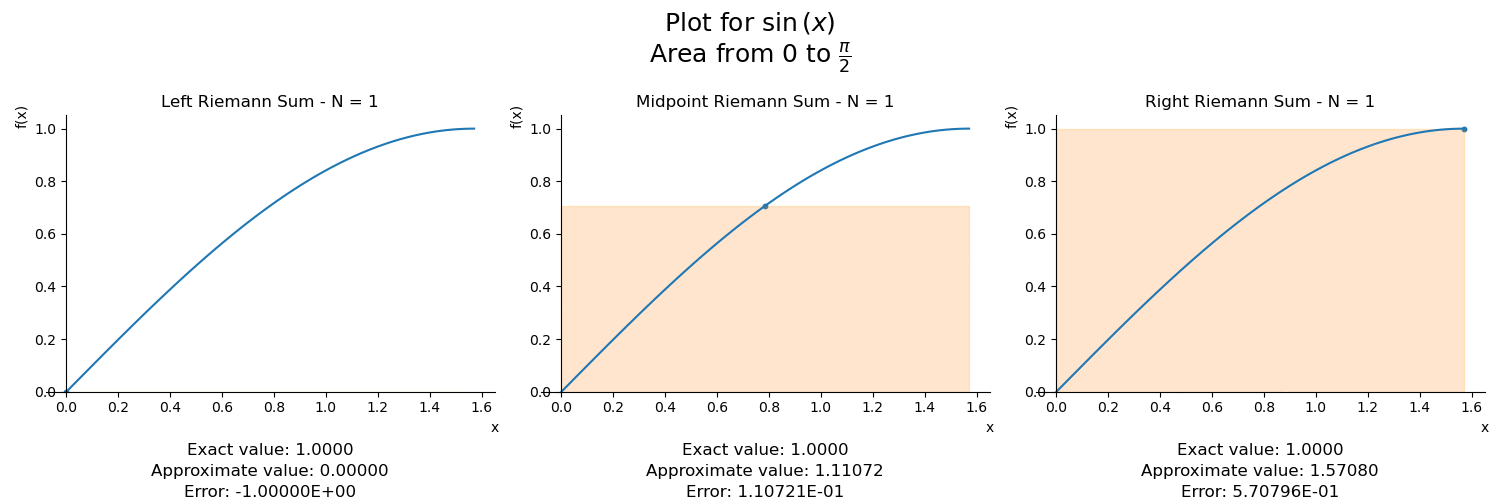 Plot for sin (x)
Area from 0 to π/2
Left Riemann Sum - N = 1
f(x)
1.0
0.8
0.6
0.4
0.2
0.0
0.0 0.2 0.4 0.6 0.8 1.0 1.2 1.4 1.6
x
Exact value: 1.0000
Approximate value: 0.00000
Error: -1.00000E+00
Midpoint Riemann Sum - N = 1
f(x)
1.0
0.8
0.6
0.4
0.2
0.0
0.0 0.2 0.4 0.6 0.8 1.0 1.2 1.4 1.6
x
Exact value: 1.0000
Approximate value: 1.11072
Error: 1.10721E-01
Right Riemann Sum - N = 1
f(x)
1.0
0.8
0.6
0.4
0.2
0.0
0.0 0.2 0.4 0.6 0.8 1.0 1.2 1.4 1.6
x
Exact value: 1.0000
Approximate value: 1.57080
Error: 5.70796E-01